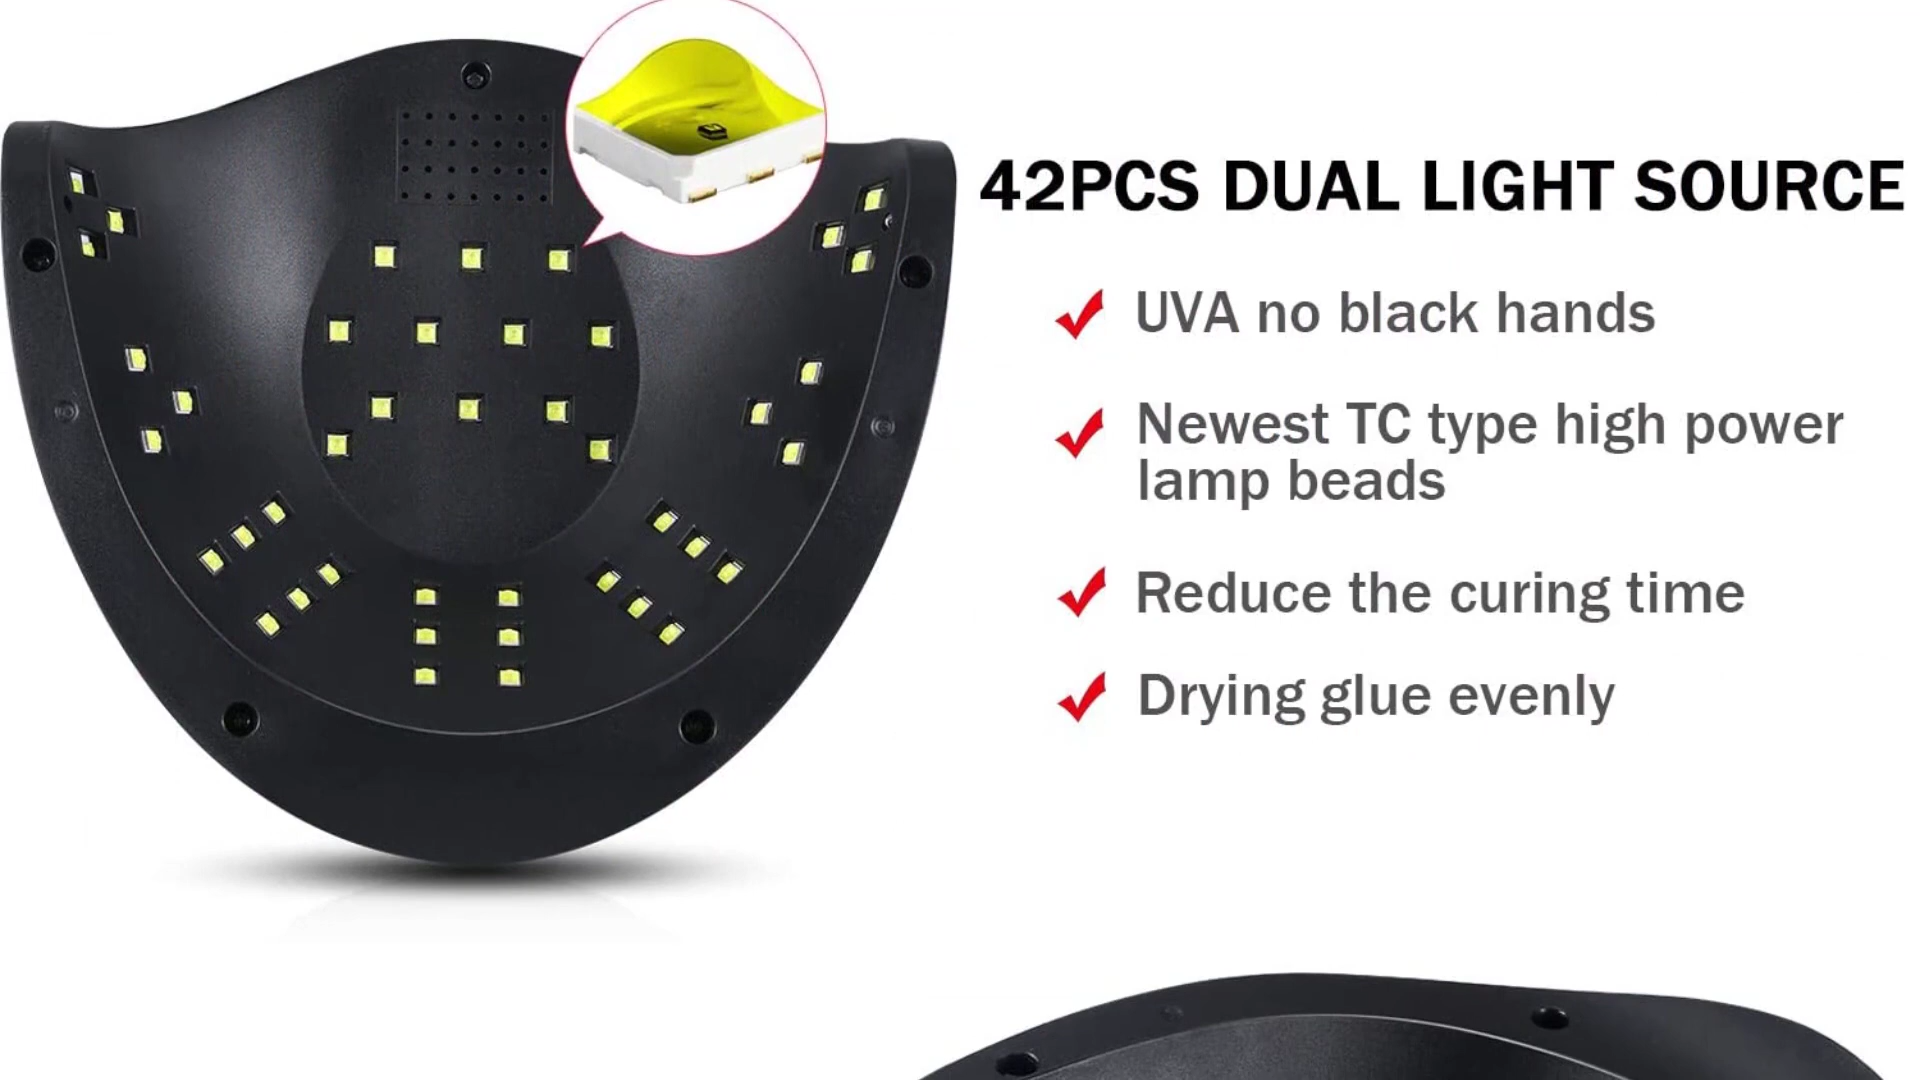 42PCS DUAL LIGHT SOURCE
UVA no black hands
Newest TC type high power
lamp beads
Reduce the curing time
Drying glue evenly